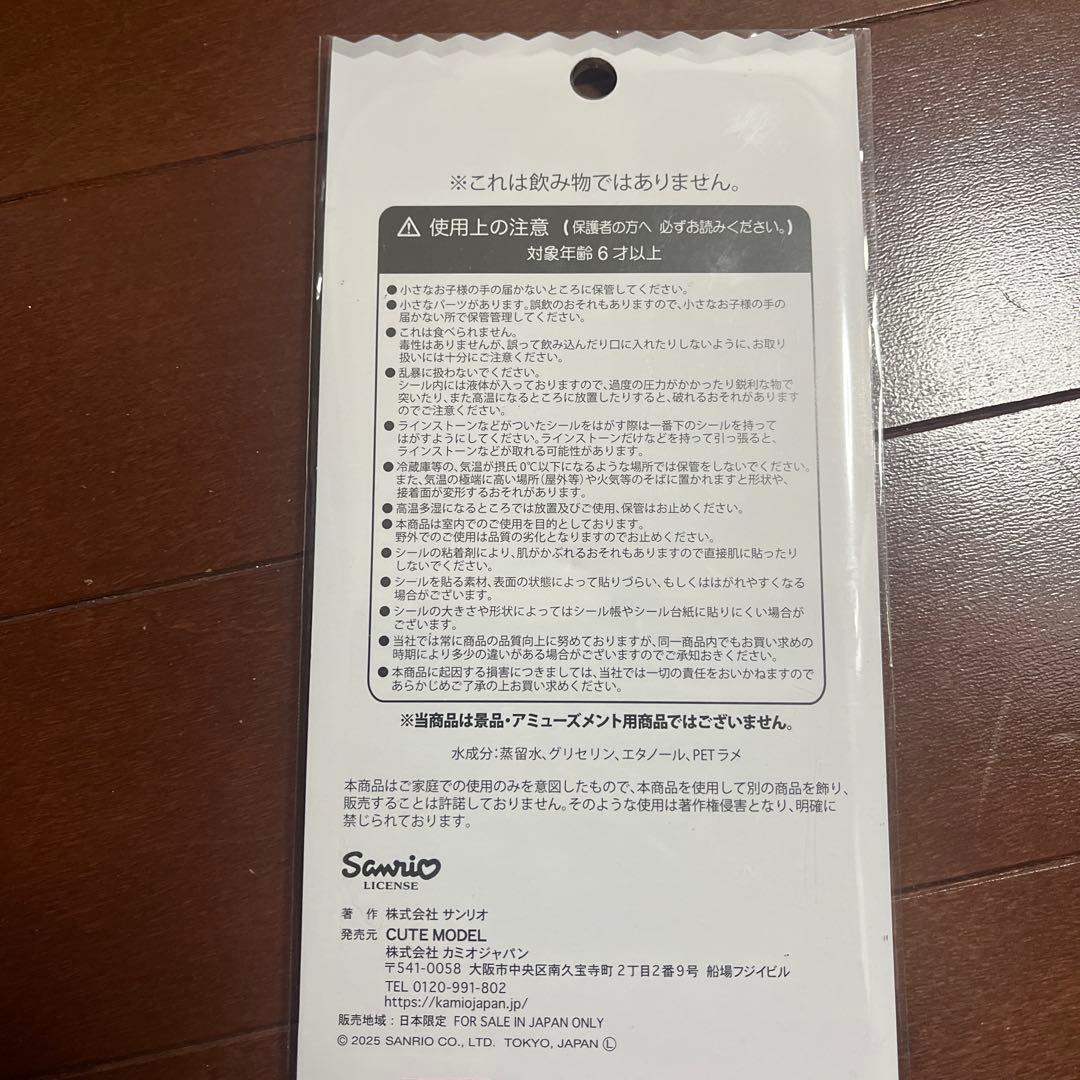 ※これは飲み物ではありません。
⚠ 使用上の注意 (保護者の方へ 必ずお読みください。)
対象年齢6才以上
●小さなお子様の手の届かないところに保管してください。
●小さなパーツがあります。誤飲のおそれもありますので、小さなお子様の手の
届かない所で保管管理してください。
●これは食べられません。
毒性はありませんが、誤って飲み込んだり口に入れたりしないように、お取り
扱いには十分にご注意ください。
●乱暴に扱わないでください。
シール内には液体が入っておりますので、過度の圧力がかかったり鋭利な物で
突いたり、また高温になるところに放置したりすると、破れるおそれがあります
のでご注意ください。
●ラインストーンなどがついたシールをはがす際は一番下のシールを持って
はがすようにしてください。ラインストーンだけなどを持って引っ張ると、
ラインストーンなどが取れる可能性があります。
●冷蔵庫等の、気温が摂氏0℃以下になるような場所では保管をしないでください。
また、気温の極端に高い場所(屋外等)や火気等のそばに置かれますと形状や、
接着面が変形するおそれがあります。
●高温多湿になるところでは放置及びご使用、保管はお止めください。
●本商品は室内でのご使用を目的としております。
野外でのご使用は品質の劣化となりますのでお止めください。
●シールの粘着剤により、肌がかぶれるおそれもありますので直接肌に貼ったり
しないでください。
●シールを貼る素材、表面の状態によって貼りづらい、もしくははがれやすくなる
場合がございます。
●シールの大きさや形状によってはシール帳やシール台紙に貼りにくい場合が
ございます。
●当社では常に商品の品質向上に努めておりますが、同一商品内でもお買い求めの
時期により多少の違いがある場合がございますのでご承知おきください。
●本商品に起因する損害につきましては、当社では一切の責任をおいかねますので
あらかじめご了承の上お買い求めください。
※当商品は景品・アミューズメント用商品ではございません。
水成分:蒸留水、グリセリン、エタノール、PETラメ
本商品はご家庭での使用のみを意図したもので、本商品を使用して別の商品を飾り、
販売することは許諾しておりません。そのような使用は著作権侵害となり、明確に
禁じられております。
Sanrio
LICENSE
著 作 株式会社 サンリオ
発売元 CUTE MODEL
株式会社 カミオジャパン
〒541-0058 大阪市中央区南久宝寺町2丁目2番9号 船場フジイビル
TEL 0120-991-802
https://kamiojapan.jp/
販売地域：日本限定 FOR SALE IN JAPAN ONLY
© 2025 SANRIO CO., LTD. TOKYO, JAPAN Ⓛ